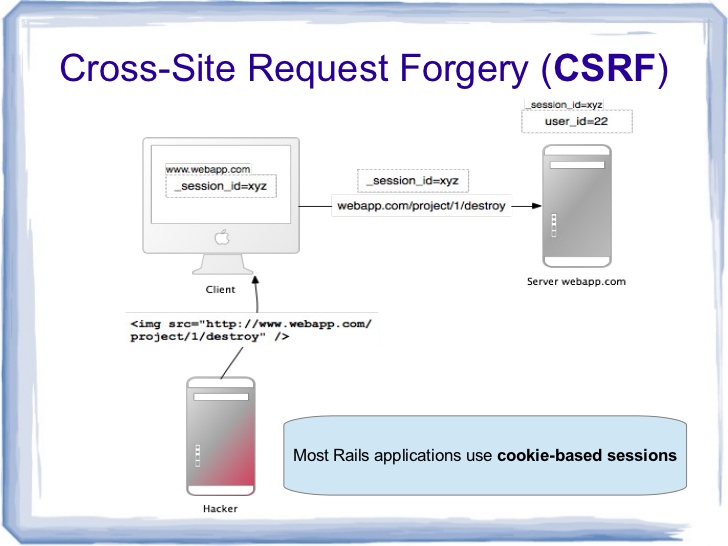 Cross-Site Request Forgery (CSRF)
_session_id=xyz
user_id=22
www.webapp.com
_session_id=xyz
_session_id=xyz
webapp.com/project/1/destroy
Server webapp.com
Client
<img src="http://www.webapp.com/
project/1/destroy" />
Most Rails applications use cookie-based sessions
Hacker